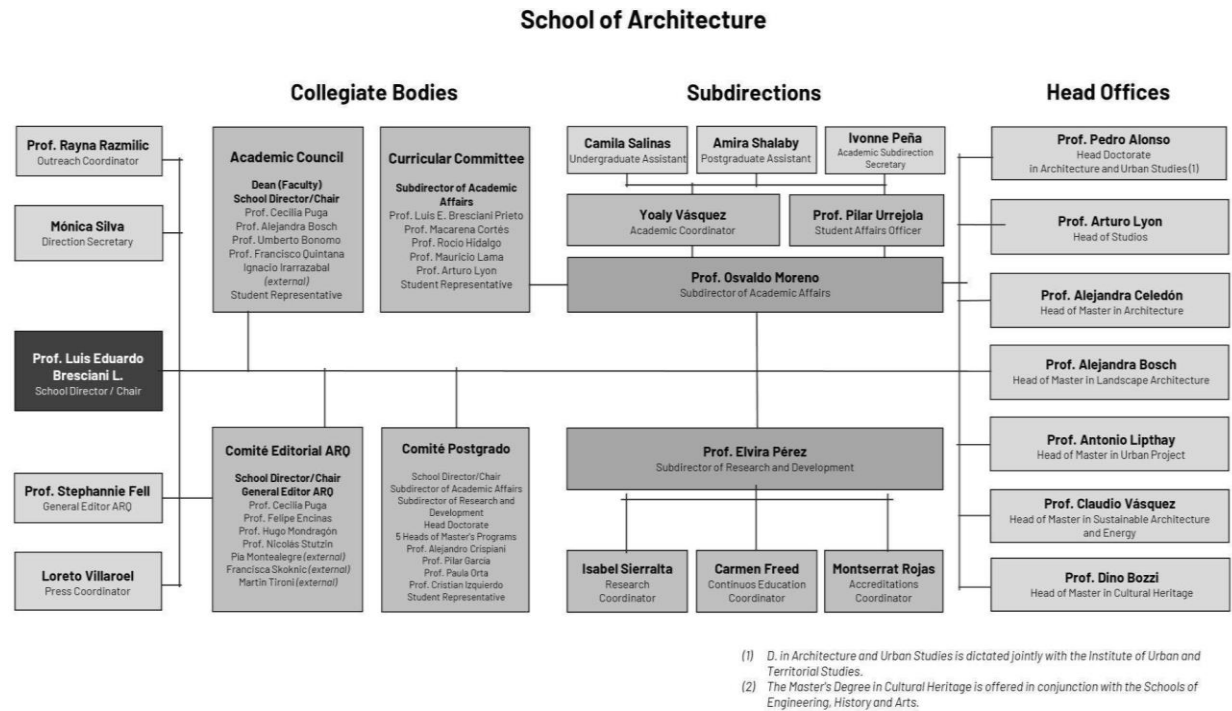 School of Architecture
Collegiate Bodies
Subdirections
Head Offices
Prof. Rayna Razmilic
Outreach Coordinator
Mónica Silva
Direction Secretary
Prof. Luis Eduardo
Bresciani L.
School Director / Chair
Prof. Stephannie Fell
General Editor ARQ
Loreto Villaroel
Press Coordinator
Academic Council
Dean (Faculty)
School Director/Chair
Prof. Cecilia Puga
Prof. Alejandra Bosch
Prof. Umberto Bonomo
Prof. Francisco Quintana
Ignacio Irarrazabal
(external)
Student Representative
Curricular Committee
Subdirector of Academic
Affairs
Prof. Luis E. Bresciani Prieto
Prof. Macarena Cortés
Prof. Rocío Hidalgo
Prof. Mauricio Lama
Prof. Arturo Lyon
Student Representative
Comité Editorial ARQ
School Director/Chair
General Editor ARQ
Prof. Cecilia Puga
Prof. Felipe Encinas
Prof. Hugo Mondragón
Prof. Nicolás Stutzin
Pía Montealegre (external)
Francisca Skoknic (external)
Martín Tironi (external)
Comité Postgrado
School Director/Chair
Subdirector of Academic Affairs
Subdirector of Research and
Development
Head Doctorate
5 Heads of Master's Programs
Prof. Alejandro Crispiani
Prof. Pilar García
Prof. Paula Orta
Prof. Cristian Izquierdo
Student Representative
Camila Salinas
Undergraduate Assistant
Amira Shalaby
Postgraduate Assistant
Ivonne Peña
Academic Subdirection
Secretary
Yoaly Vásquez
Academic Coordinator
Prof. Pilar Urrejola
Student Affairs Officer
Prof. Osvaldo Moreno
Subdirector of Academic Affairs
Prof. Elvira Pérez
Subdirector of Research and Development
Isabel Sierralta
Research
Coordinator
Carmen Freed
Continuos Education
Coordinator
Montserrat Rojas
Accreditations
Coordinator
Prof. Pedro Alonso
Head Doctorate
in Architecture and Urban Studies (1)
Prof. Arturo Lyon
Head of Studios
Prof. Alejandra Celedón
Head of Master in Architecture
Prof. Alejandra Bosch
Head of Master in Landscape Architecture
Prof. Antonio Lipthay
Head of Master in Urban Project
Prof. Claudio Vásquez
Head of Master in Sustainable Architecture
and Energy
Prof. Dino Bozzi
Head of Master in Cultural Heritage
(1) D. in Architecture and Urban Studies is dictated jointly with the Institute of Urban and
Territorial Studies.
(2) The Master's Degree in Cultural Heritage is offered in conjunction with the Schools of
Engineering, History and Arts.